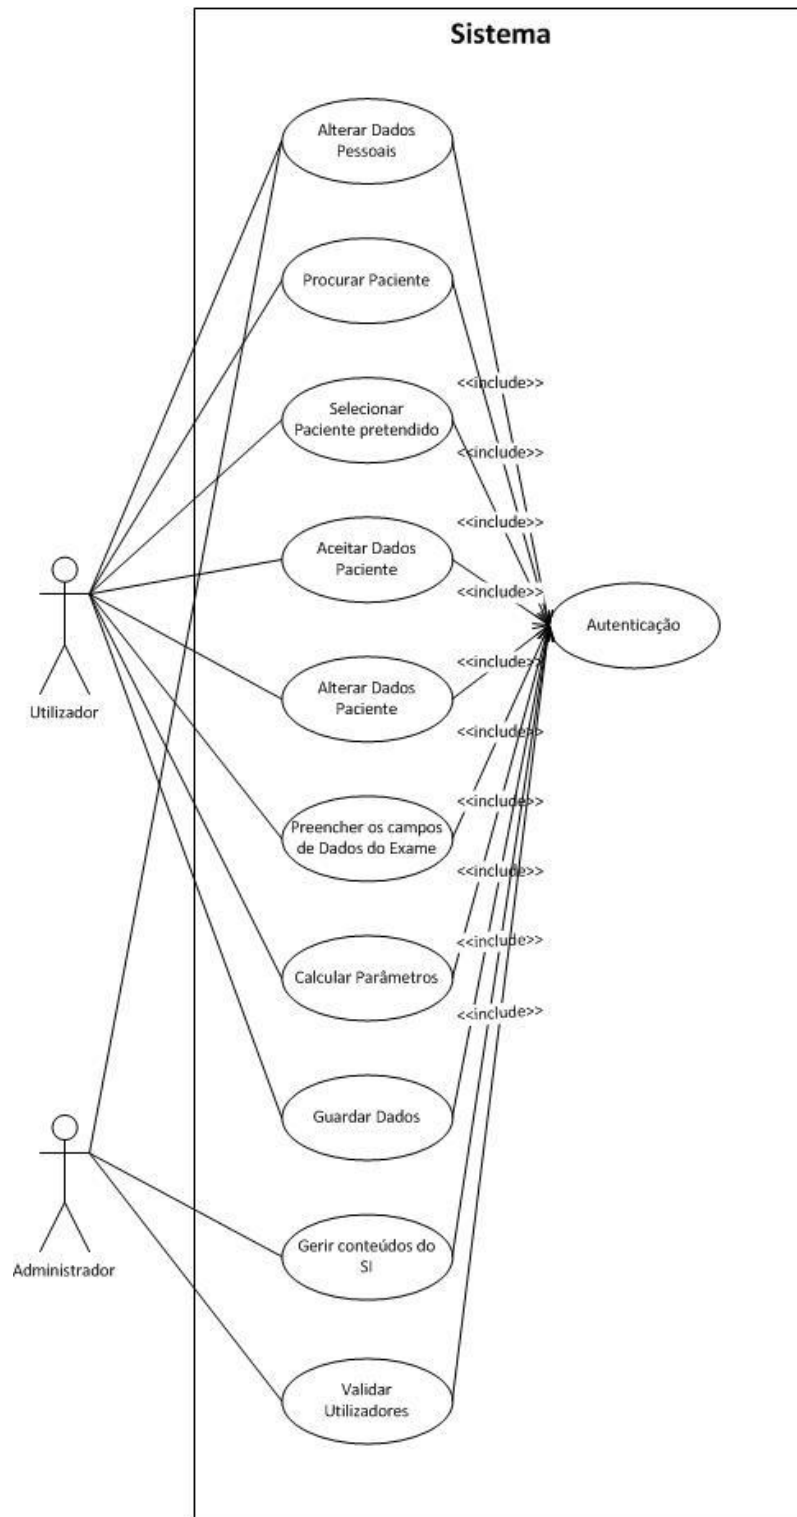 Sistema
Alterar Dados
Pessoais
Procurar Paciente
<<include>>
Selecionar
Paciente pretendido
<<include>>
<<include>>
Aceitar Dados
Paciente
<<include>>
Autenticação
<<include>>
Alterar Dados
Paciente
Utilizador
<<include>>
<<include>>
Preencher os campos
de Dados do Exame
<<include>>
<<include>>
Calcular Parâmetros
<<include>>
Guardar Dados
Gerir conteúdos do
SI
Administrador
Validar
Utilizadores